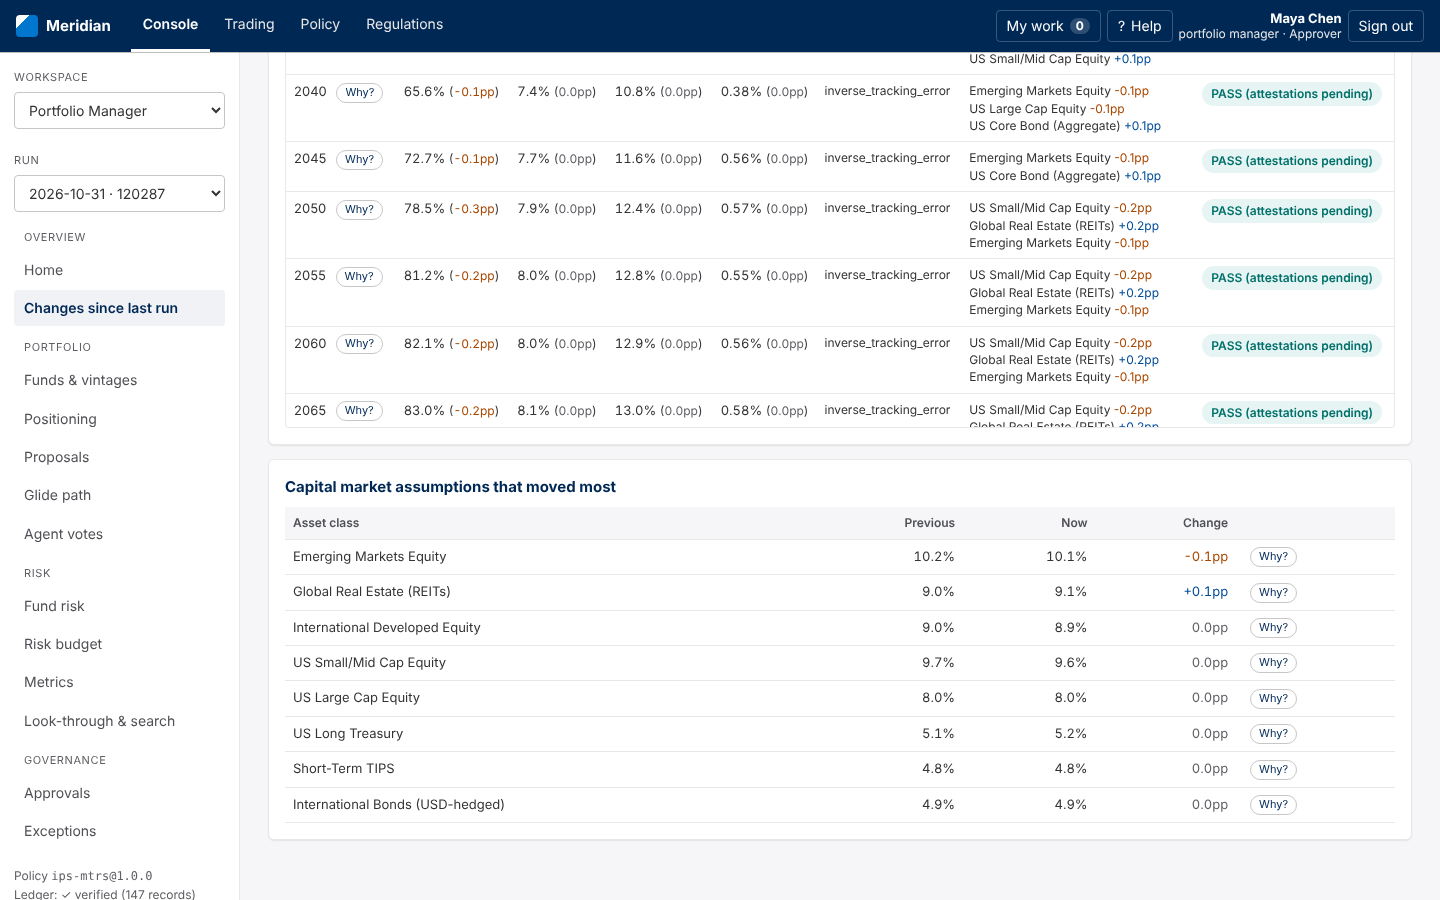 Meridian
Console
Trading
Policy
Regulations
My work 0
? Help
Maya Chen
portfolio manager · Approver
Sign out
WORKSPACE
Portfolio Manager
RUN
2026-10-31 · 120287
OVERVIEW
Home
Changes since last run
PORTFOLIO
Funds & vintages
Positioning
Proposals
Glide path
Agent votes
RISK
Fund risk
Risk budget
Metrics
Look-through & search
GOVERNANCE
Approvals
Exceptions
Policy ips-mtrs@1.0.0
Ledger: ✓ verified (147 records)
US Small/Mid Cap Equity +0.1pp
2040 Why? 65.6% (-0.1pp) 7.4% (0.0pp) 10.8% (0.0pp) 0.38% (0.0pp) inverse_tracking_error Emerging Markets Equity -0.1pp PASS (attestations pending)
US Large Cap Equity -0.1pp
US Core Bond (Aggregate) +0.1pp
2045 Why? 72.7% (-0.1pp) 7.7% (0.0pp) 11.6% (0.0pp) 0.56% (0.0pp) inverse_tracking_error Emerging Markets Equity -0.1pp PASS (attestations pending)
US Core Bond (Aggregate) +0.1pp
2050 Why? 78.5% (-0.3pp) 7.9% (0.0pp) 12.4% (0.0pp) 0.57% (0.0pp) inverse_tracking_error US Small/Mid Cap Equity -0.2pp PASS (attestations pending)
Global Real Estate (REITs) +0.2pp
Emerging Markets Equity -0.1pp
2055 Why? 81.2% (-0.2pp) 8.0% (0.0pp) 12.8% (0.0pp) 0.55% (0.0pp) inverse_tracking_error US Small/Mid Cap Equity -0.2pp PASS (attestations pending)
Global Real Estate (REITs) +0.2pp
Emerging Markets Equity -0.1pp
2060 Why? 82.1% (-0.2pp) 8.0% (0.0pp) 12.9% (0.0pp) 0.56% (0.0pp) inverse_tracking_error US Small/Mid Cap Equity -0.2pp PASS (attestations pending)
Global Real Estate (REITs) +0.2pp
Emerging Markets Equity -0.1pp
2065 Why? 83.0% (-0.2pp) 8.1% (0.0pp) 13.0% (0.0pp) 0.58% (0.0pp) inverse_tracking_error US Small/Mid Cap Equity -0.2pp PASS (attestations pending)
Global Real Estate (REITs) +0.2pp
Capital market assumptions that moved most
Asset class Previous Now Change
Emerging Markets Equity 10.2% 10.1% -0.1pp Why?
Global Real Estate (REITs) 9.0% 9.1% +0.1pp Why?
International Developed Equity 9.0% 8.9% 0.0pp Why?
US Small/Mid Cap Equity 9.7% 9.6% 0.0pp Why?
US Large Cap Equity 8.0% 8.0% 0.0pp Why?
US Long Treasury 5.1% 5.2% 0.0pp Why?
Short-Term TIPS 4.8% 4.8% 0.0pp Why?
International Bonds (USD-hedged) 4.9% 4.9% 0.0pp Why?